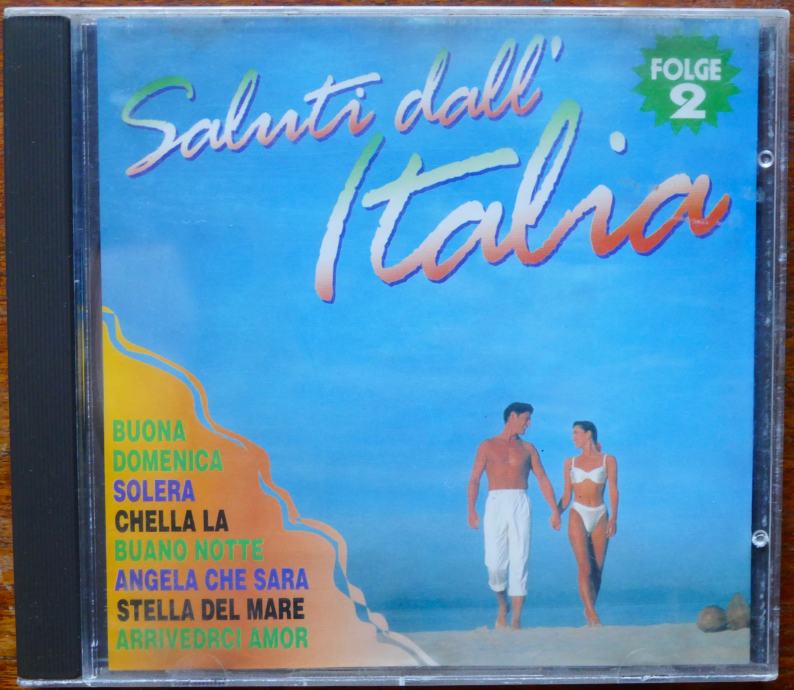 Saluti dall'
Italia
FOLGE
2
BUONA
DOMENICA
SOLERA
CHELLA LA
BUANO NOTTE
ANGELA CHE SARA
STELLA DEL MARE
ARRIVEDRCI AMOR